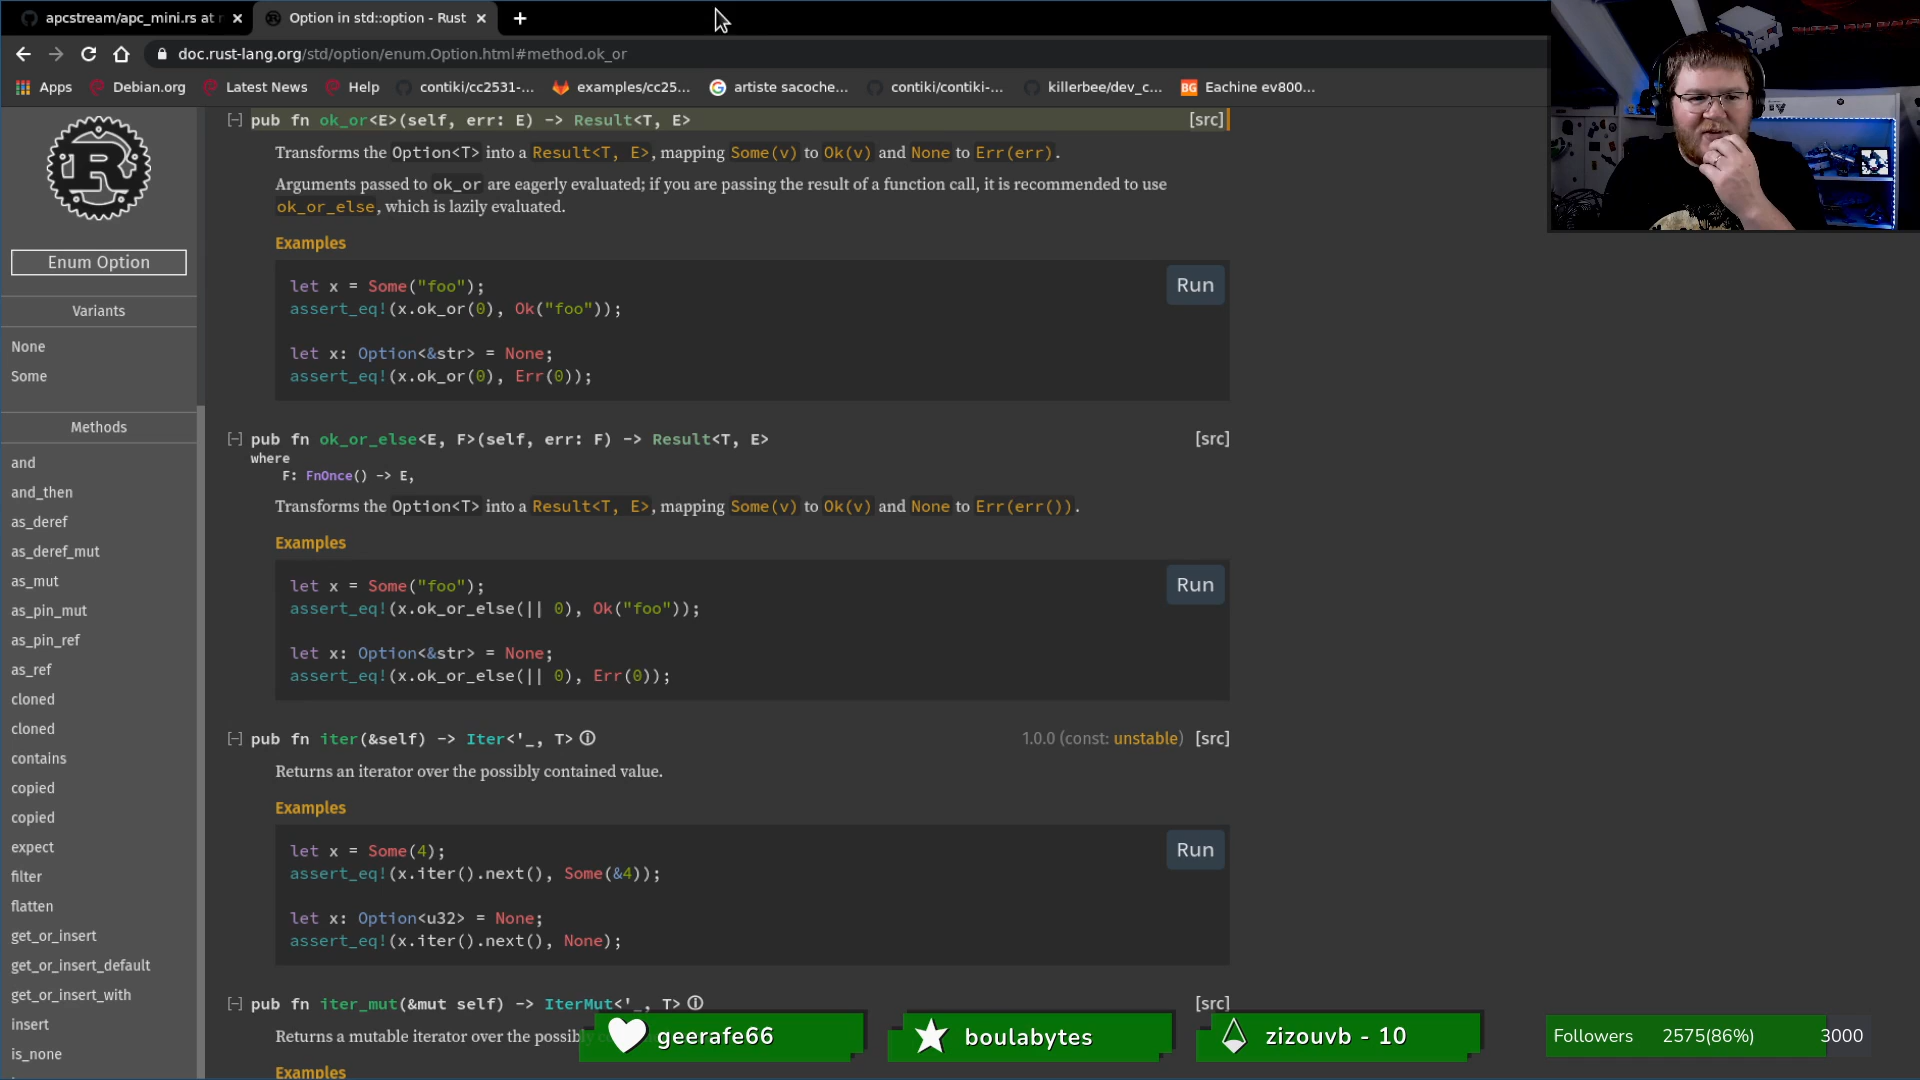 apcstream/apc_mini.rs at r
Option in std::option - Rust
doc.rust-lang.org/std/option/enum.Option.html#method.ok_or
Apps
Debian.org
Latest News
Help
contiki/cc2531-...
examples/cc25...
artiste sacoche...
contiki/contiki-...
killerbee/dev_c...
BG
Eachine ev800...
R
Enum Option
Variants
None
Some
Methods
and
and_then
as_deref
as_deref_mut
as_mut
as_pin_mut
as_pin_ref
as_ref
cloned
cloned
contains
copied
copied
expect
filter
flatten
get_or_insert
get_or_insert_default
get_or_insert_with
insert
is_none
[-] pub fn ok_or<E>(self, err: E) -> Result<T, E> [src]
Transforms the Option<T> into a Result<T, E>, mapping Some(v) to Ok(v) and None to Err(err).
Arguments passed to ok_or are eagerly evaluated; if you are passing the result of a function call, it is recommended to use
ok_or_else, which is lazily evaluated.
Examples
Run
let x = Some("foo");
assert_eq!(x.ok_or(0), Ok("foo"));
let x: Option<&str> = None;
assert_eq!(x.ok_or(0), Err(0));
[-] pub fn ok_or_else<E, F>(self, err: F) -> Result<T, E> [src]
where
F: FnOnce() -> E,
Transforms the Option<T> into a Result<T, E>, mapping Some(v) to Ok(v) and None to Err(err()).
Examples
Run
let x = Some("foo");
assert_eq!(x.ok_or_else(|| 0), Ok("foo"));
let x: Option<&str> = None;
assert_eq!(x.ok_or_else(|| 0), Err(0));
[-] pub fn iter(&self) -> Iter<'_, T> ⓘ 1.0.0 (const: unstable) [src]
Returns an iterator over the possibly contained value.
Examples
Run
let x = Some(4);
assert_eq!(x.iter().next(), Some(&4));
let x: Option<u32> = None;
assert_eq!(x.iter().next(), None);
[-] pub fn iter_mut(&mut self) -> IterMut<'_, T> ⓘ [src]
Returns a mutable iterator over the possibly
Examples
geerafe66
boulabytes
zizouvb - 10
Followers 2575(86%) 3000